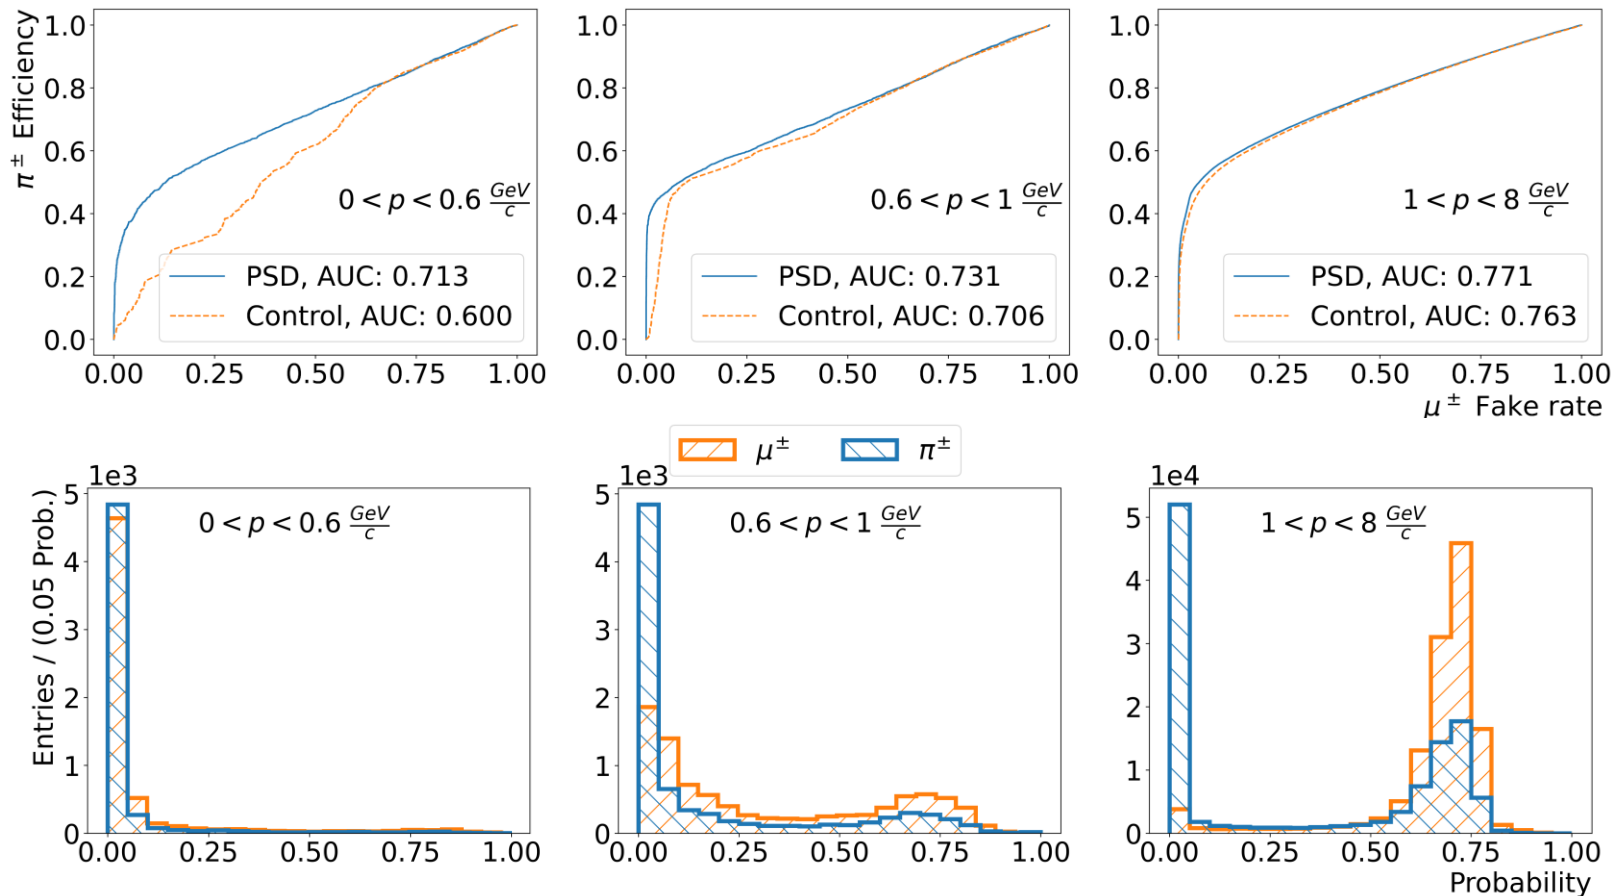 π± Efficiency
1.0
0.8
0.6
0.4
0.2
0.0
0 < p < 0.6 GeV/c
PSD, AUC: 0.713
Control, AUC: 0.600
0.00 0.25 0.50 0.75 1.00
1.0
0.8
0.6
0.4
0.2
0.0
0.6 < p < 1 GeV/c
PSD, AUC: 0.731
Control, AUC: 0.706
0.00 0.25 0.50 0.75 1.00
1.0
0.8
0.6
0.4
0.2
0.0
1 < p < 8 GeV/c
PSD, AUC: 0.771
Control, AUC: 0.763
0.00 0.25 0.50 0.75 1.00
μ± Fake rate
μ± π±
Entries / (0.05 Prob.)
1e3
5
4
3
2
1
0
0 < p < 0.6 GeV/c
0.00 0.25 0.50 0.75 1.00
1e3
5
4
3
2
1
0
0.6 < p < 1 GeV/c
0.00 0.25 0.50 0.75 1.00
1e4
5
4
3
2
1
0
1 < p < 8 GeV/c
0.00 0.25 0.50 0.75 1.00
Probability